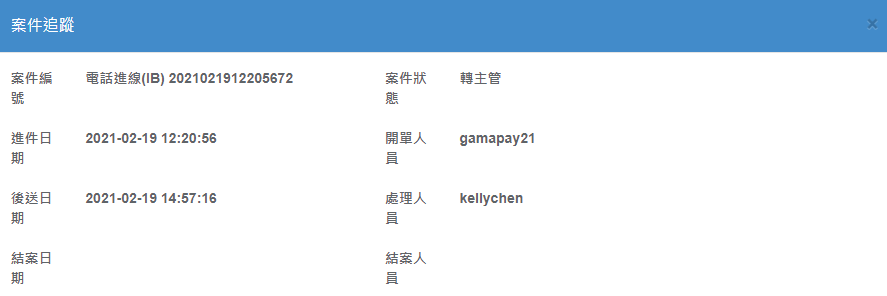 案件追蹤
×
案件編 電話進線(IB) 2021021912205672 案件狀 轉主管
號 態
進件日 2021-02-19 12:20:56 開單人 gamapay21
期 員
後送日 2021-02-19 14:57:16 處理人 kellychen
期 員
結案日 結案人
期 員